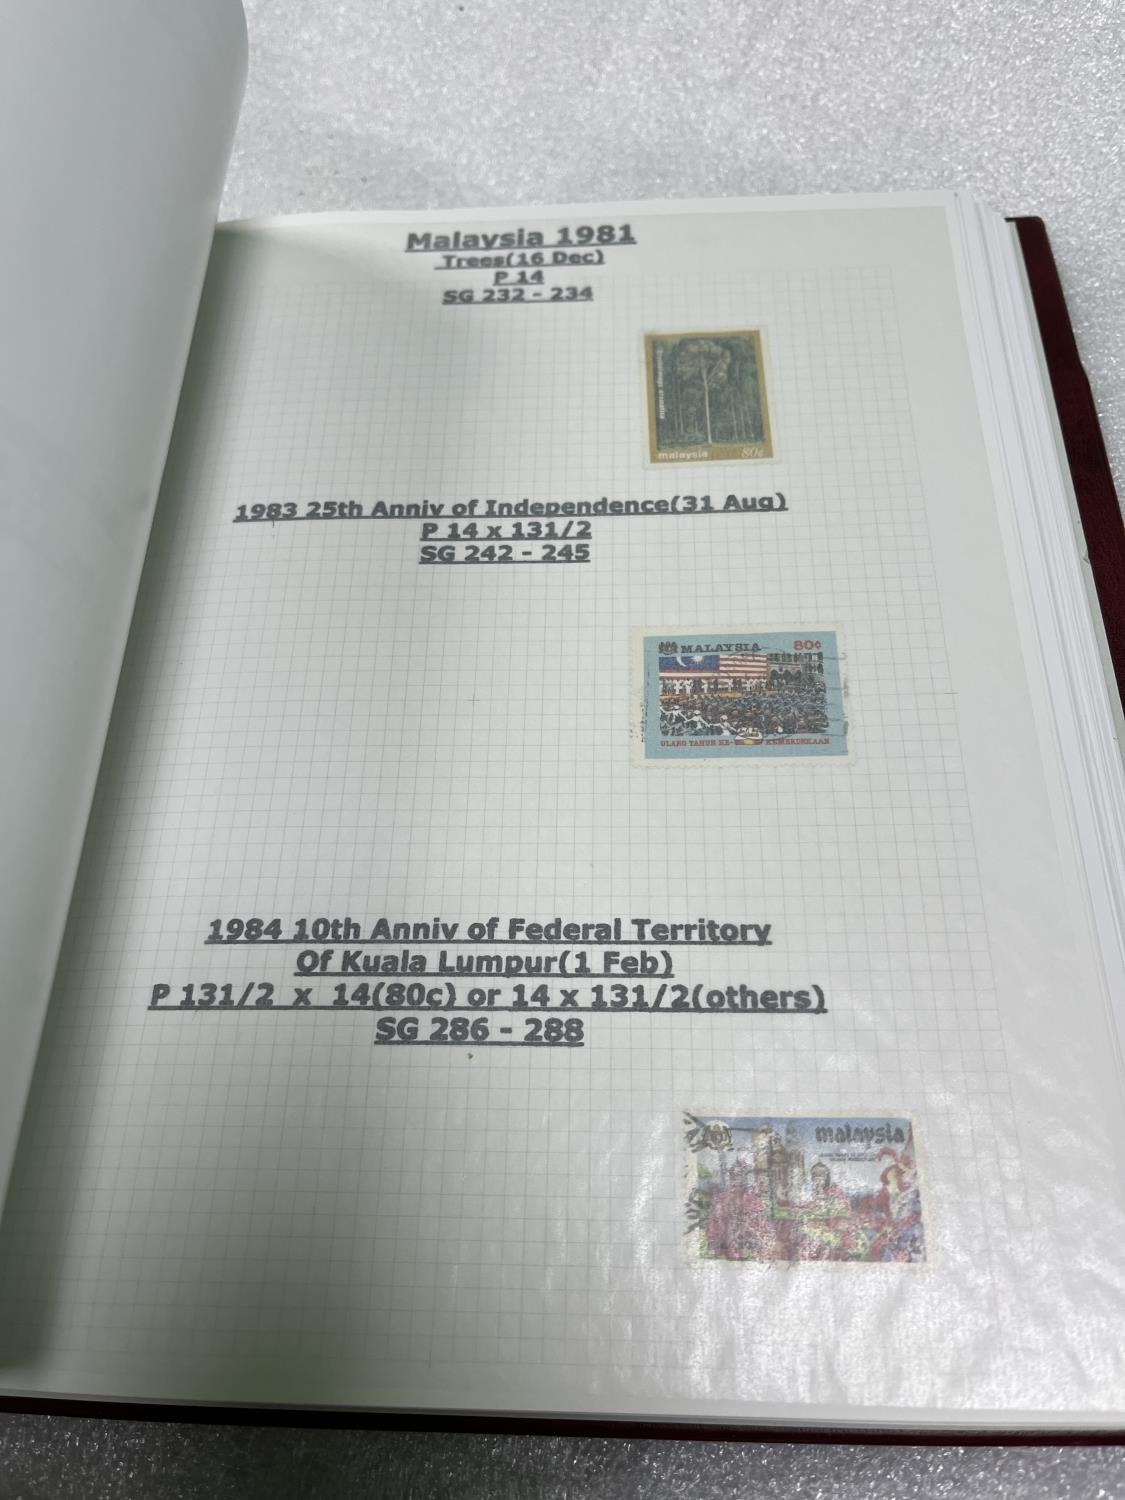 Malaysia 1981
Trees(16 Dec)
P 14
SG 232 - 234
malaysia 80c
1983 25th Anniv of Independence(31 Aug)
P 14 x 131/2
SG 242 - 245
MALAYSIA 80¢
ULANG TAHUN KE- KEMERDEKAAN
1984 10th Anniv of Federal Territory
Of Kuala Lumpur(1 Feb)
P 131/2 x 14(80c) or 14 x 131/2(others)
SG 286 - 288
malaysia